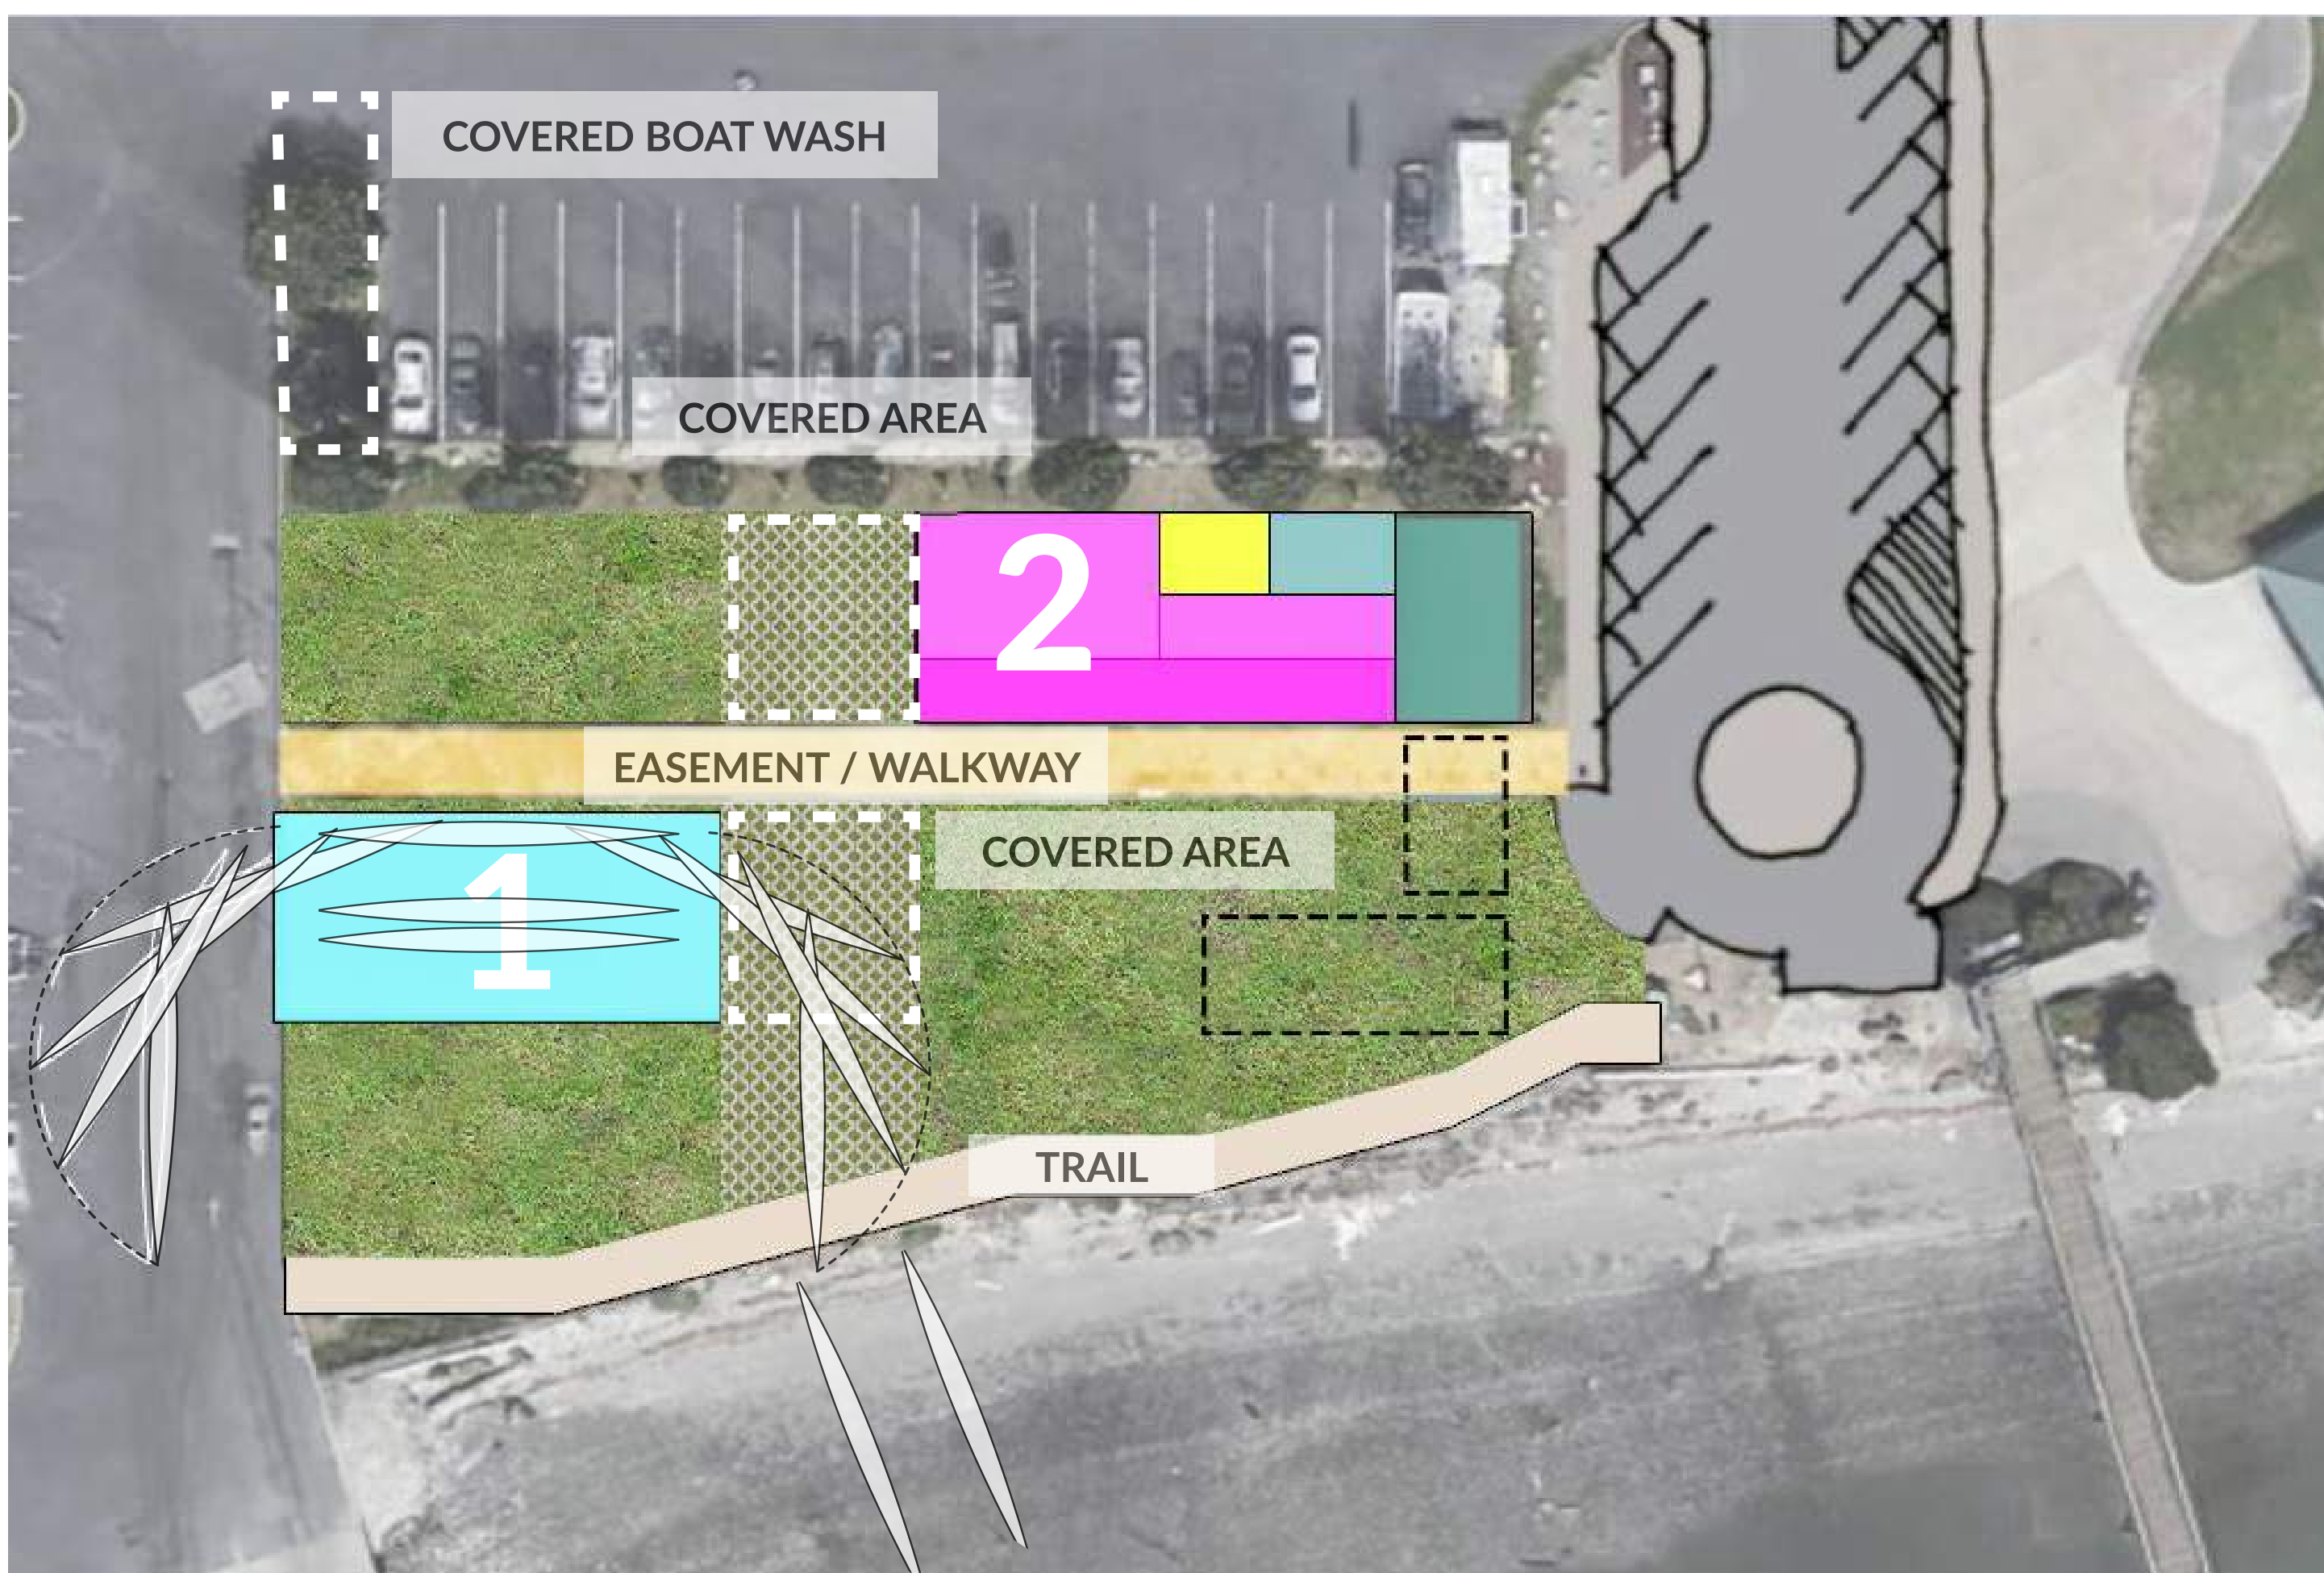 COVERED BOAT WASH
COVERED AREA
2
EASEMENT / WALKWAY
COVERED AREA
1
TRAIL